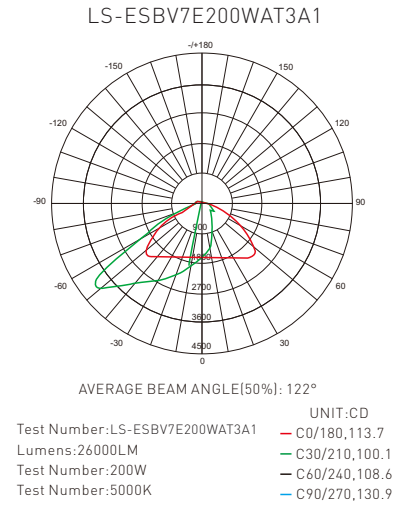 LS-ESBV7E200WAT3A1
-/+180
-150
150
-120
120
-90
90
900
1800
2700
3600
4500
-60
60
-30
30
0
AVERAGE BEAM ANGLE(50%): 122°
UNIT:CD
Test Number:LS-ESBV7E200WAT3A1
Lumens:26000LM
Test Number:200W
Test Number:5000K
C0/180,113.7
C30/210,100.1
C60/240,108.6
C90/270,130.9